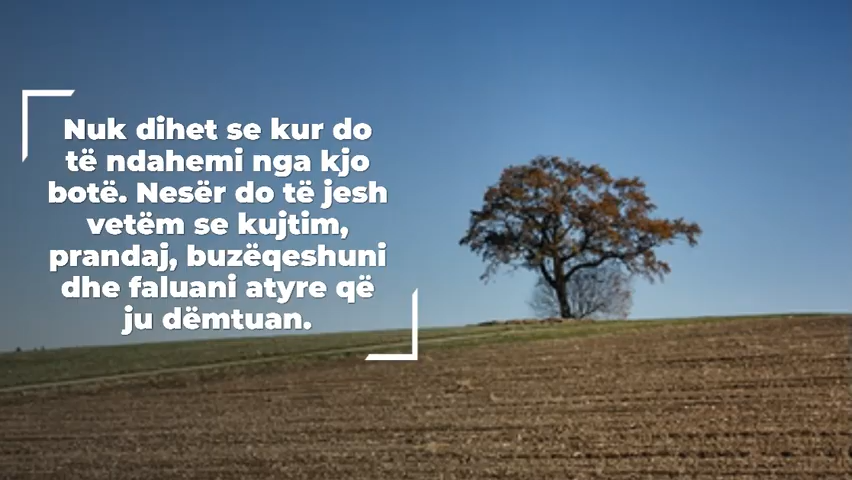 Nuk dihet se kur do
të ndahemi nga kjo
botë. Nesër do të jesh
vetëm se kujtim,
prandaj, buzëqeshuni
dhe faluani atyre që
ju dëmtuan.